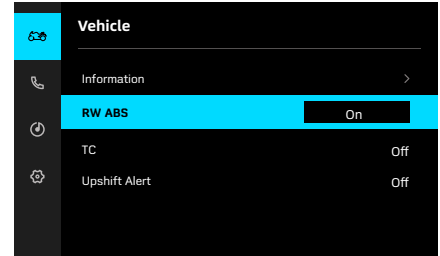 Vehicle
Information
RW ABS On
TC Off
Upshift Alert Off